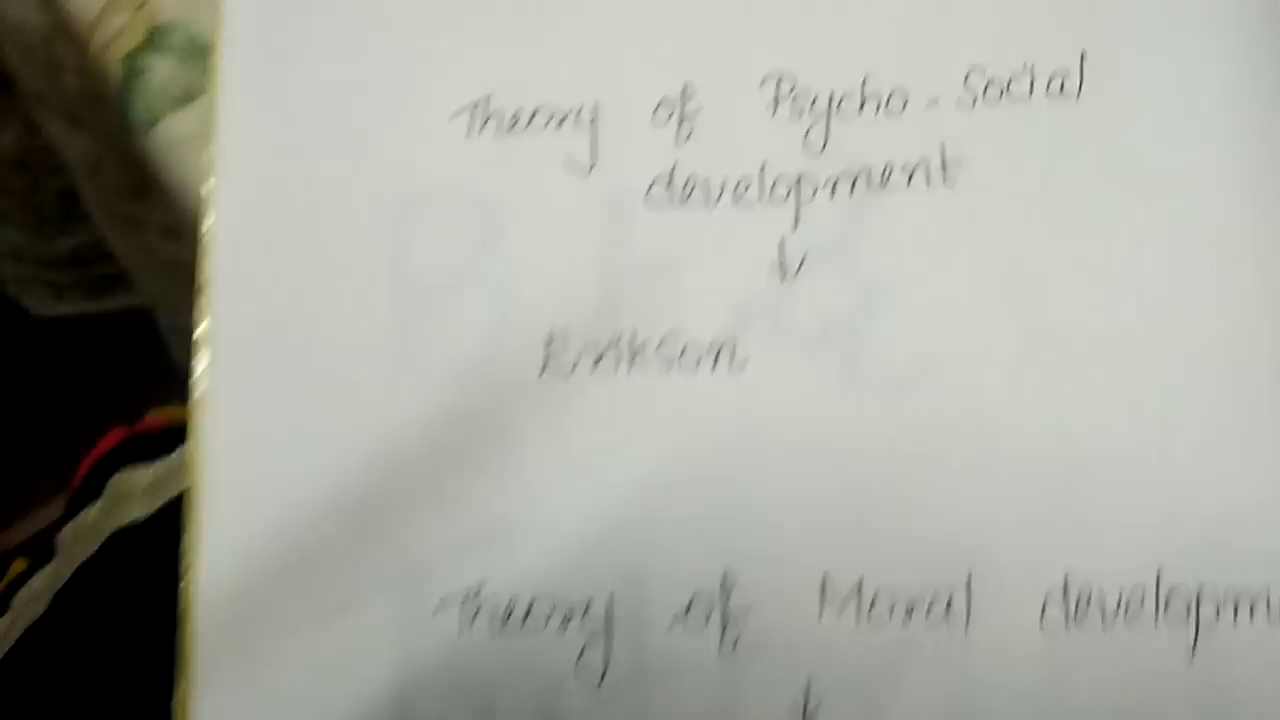 Theory of Psycho-Social
development
↓
Erikson
Theory of Moral developm